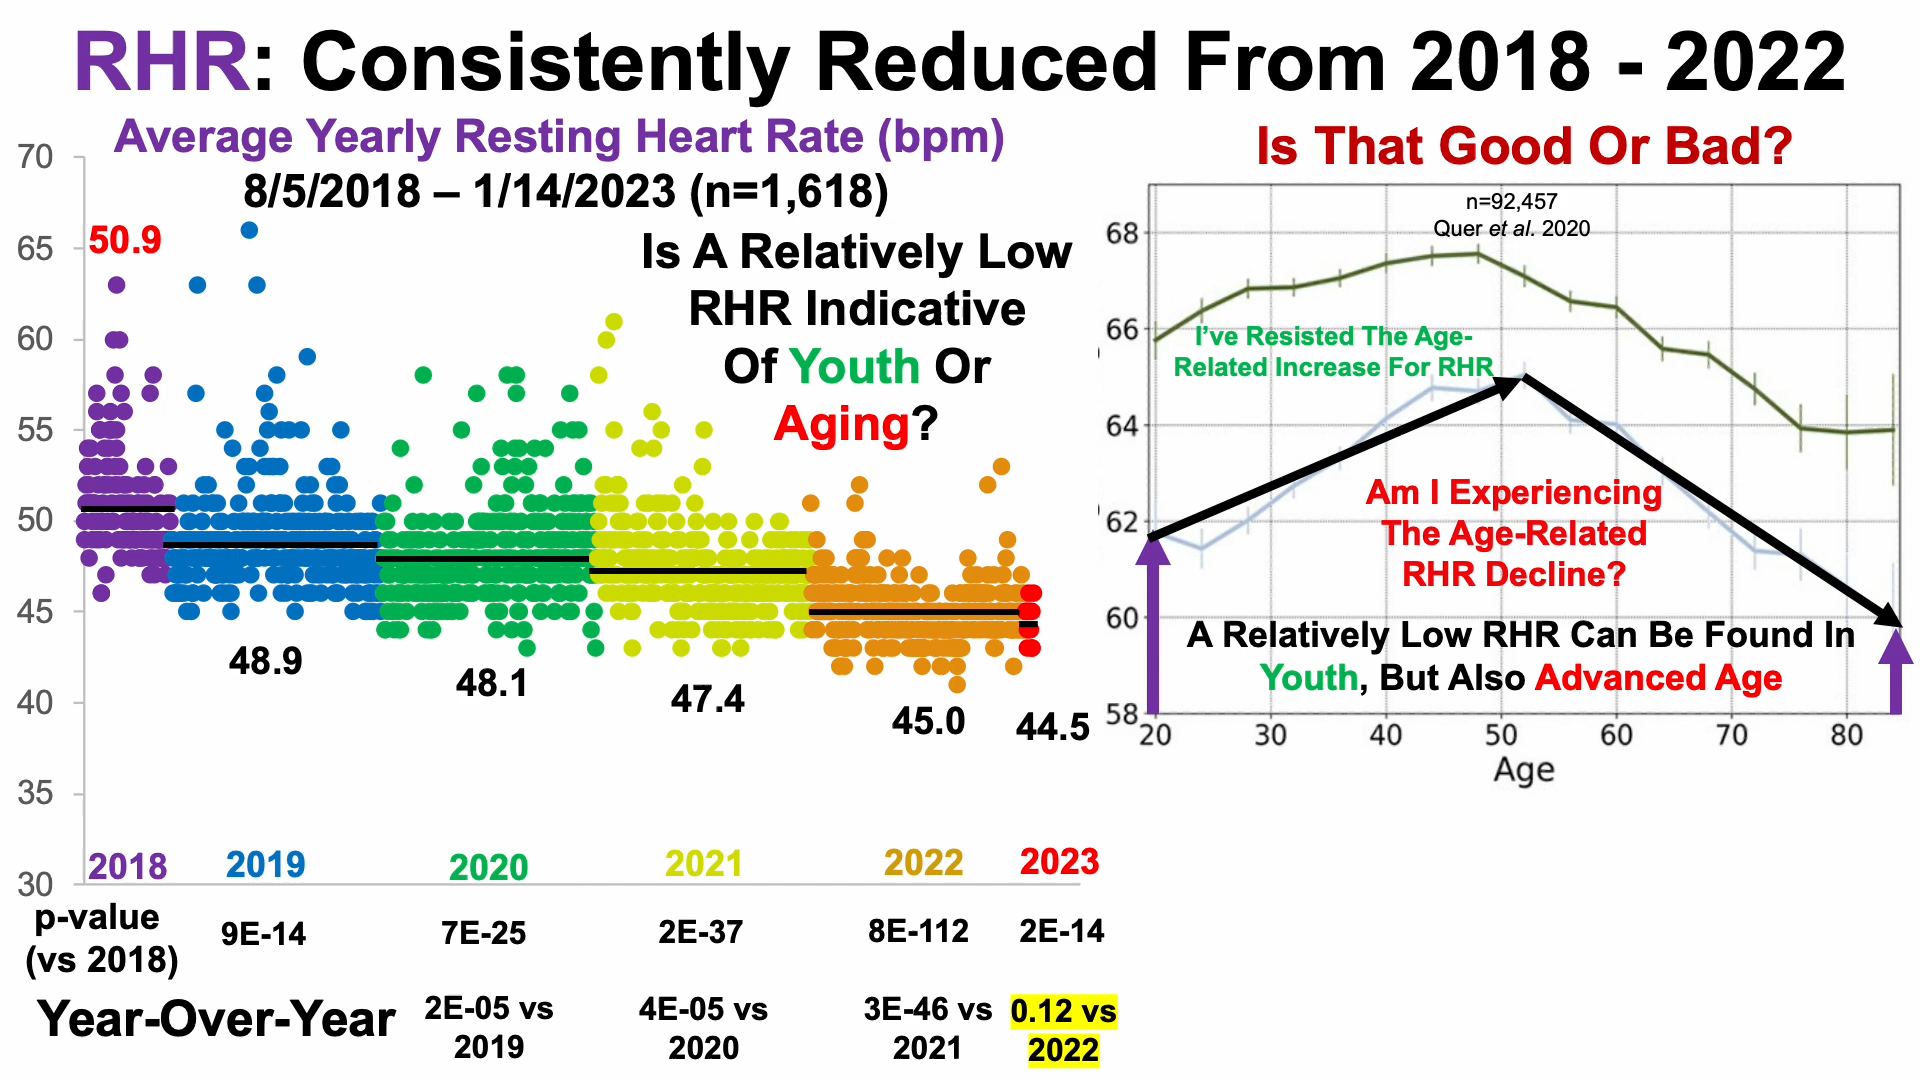 RHR: Consistently Reduced From 2018 - 2022
Average Yearly Resting Heart Rate (bpm)
8/5/2018 – 1/14/2023 (n=1,618)
Is A Relatively Low
RHR Indicative
Of Youth Or
Aging?
70
65
60
55
50
45
40
35
30
50.9
48.9
48.1
47.4
45.0
44.5
2018
2019
2020
2021
2022
2023
p-value
(vs 2018)
9E-14
7E-25
2E-37
8E-112
2E-14
Year-Over-Year
2E-05 vs
2019
4E-05 vs
2020
3E-46 vs
2021
0.12 vs
2022
Is That Good Or Bad?
n=92,457
Quer et al. 2020
68
66
64
62
60
58
I've Resisted The Age-
Related Increase For RHR
Am I Experiencing
The Age-Related
RHR Decline?
A Relatively Low RHR Can Be Found In
Youth, But Also Advanced Age
20
30
40
50
60
70
80
Age